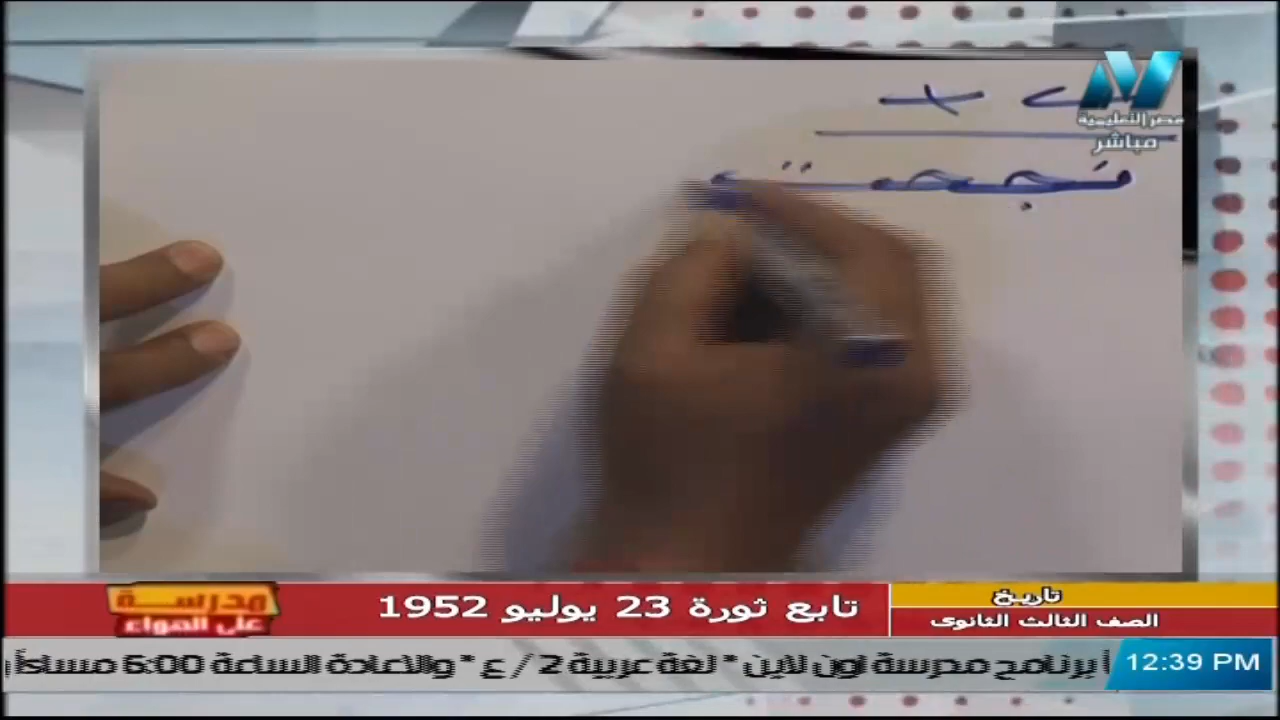 مصر التعليمية
مباشر
نجحت
تاريخ
الصف الثالث الثانوى
تابع ثورة 23 يوليو 1952
مدرسة
على الهواء
برنامج مدرسة اون لاين * لغة عربية 2 / ع * والاعادة الساعة 6:00 مساءً
12:39 PM